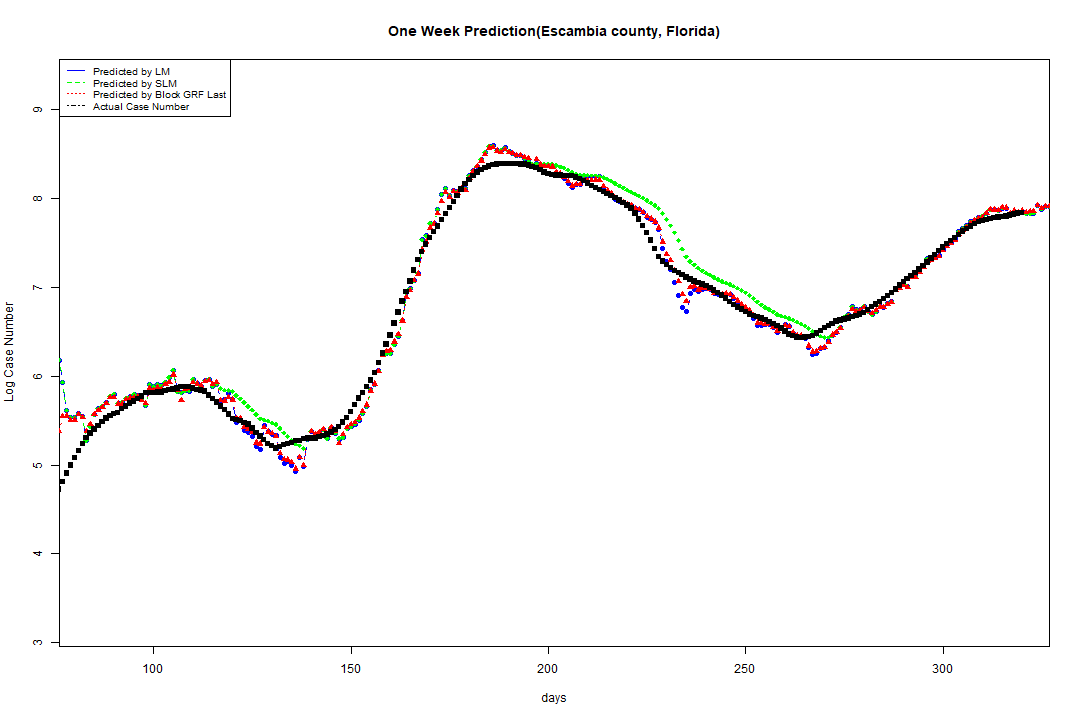 One Week Prediction(Escambia county, Florida)
Predicted by LM
Predicted by SLM
Predicted by Block GRF Last
Actual Case Number
Log Case Number
9
8
7
6
5
4
3
100 150 200 250 300
days